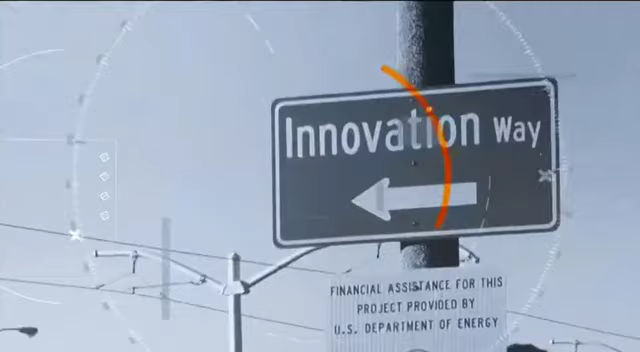 Innovation Way
FINANCIAL ASSISTANCE FOR THIS
PROJECT PROVIDED BY
U.S. DEPARTMENT OF ENERGY